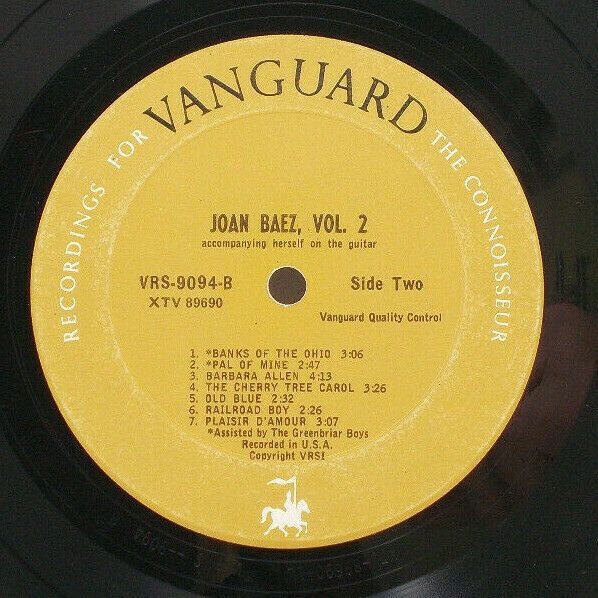 RECORDINGS FOR VANGUARD THE CONNOISSEUR
JOAN BAEZ, VOL. 2
accompanying herself on the guitar
VRS-9094-B Side Two
XTV 89690
Vanguard Quality Control
1. *BANKS OF THE OHIO 3:06
2. *PAL OF MINE 2:47
3. BARBARA ALLEN 4:13
4. THE CHERRY TREE CAROL 3:26
5. OLD BLUE 2:32
6. RAILROAD BOY 2:26
7. PLAISIR D'AMOUR 3:07
*Assisted by The Greenbriar Boys
Recorded in U.S.A.
Copyright VRSI